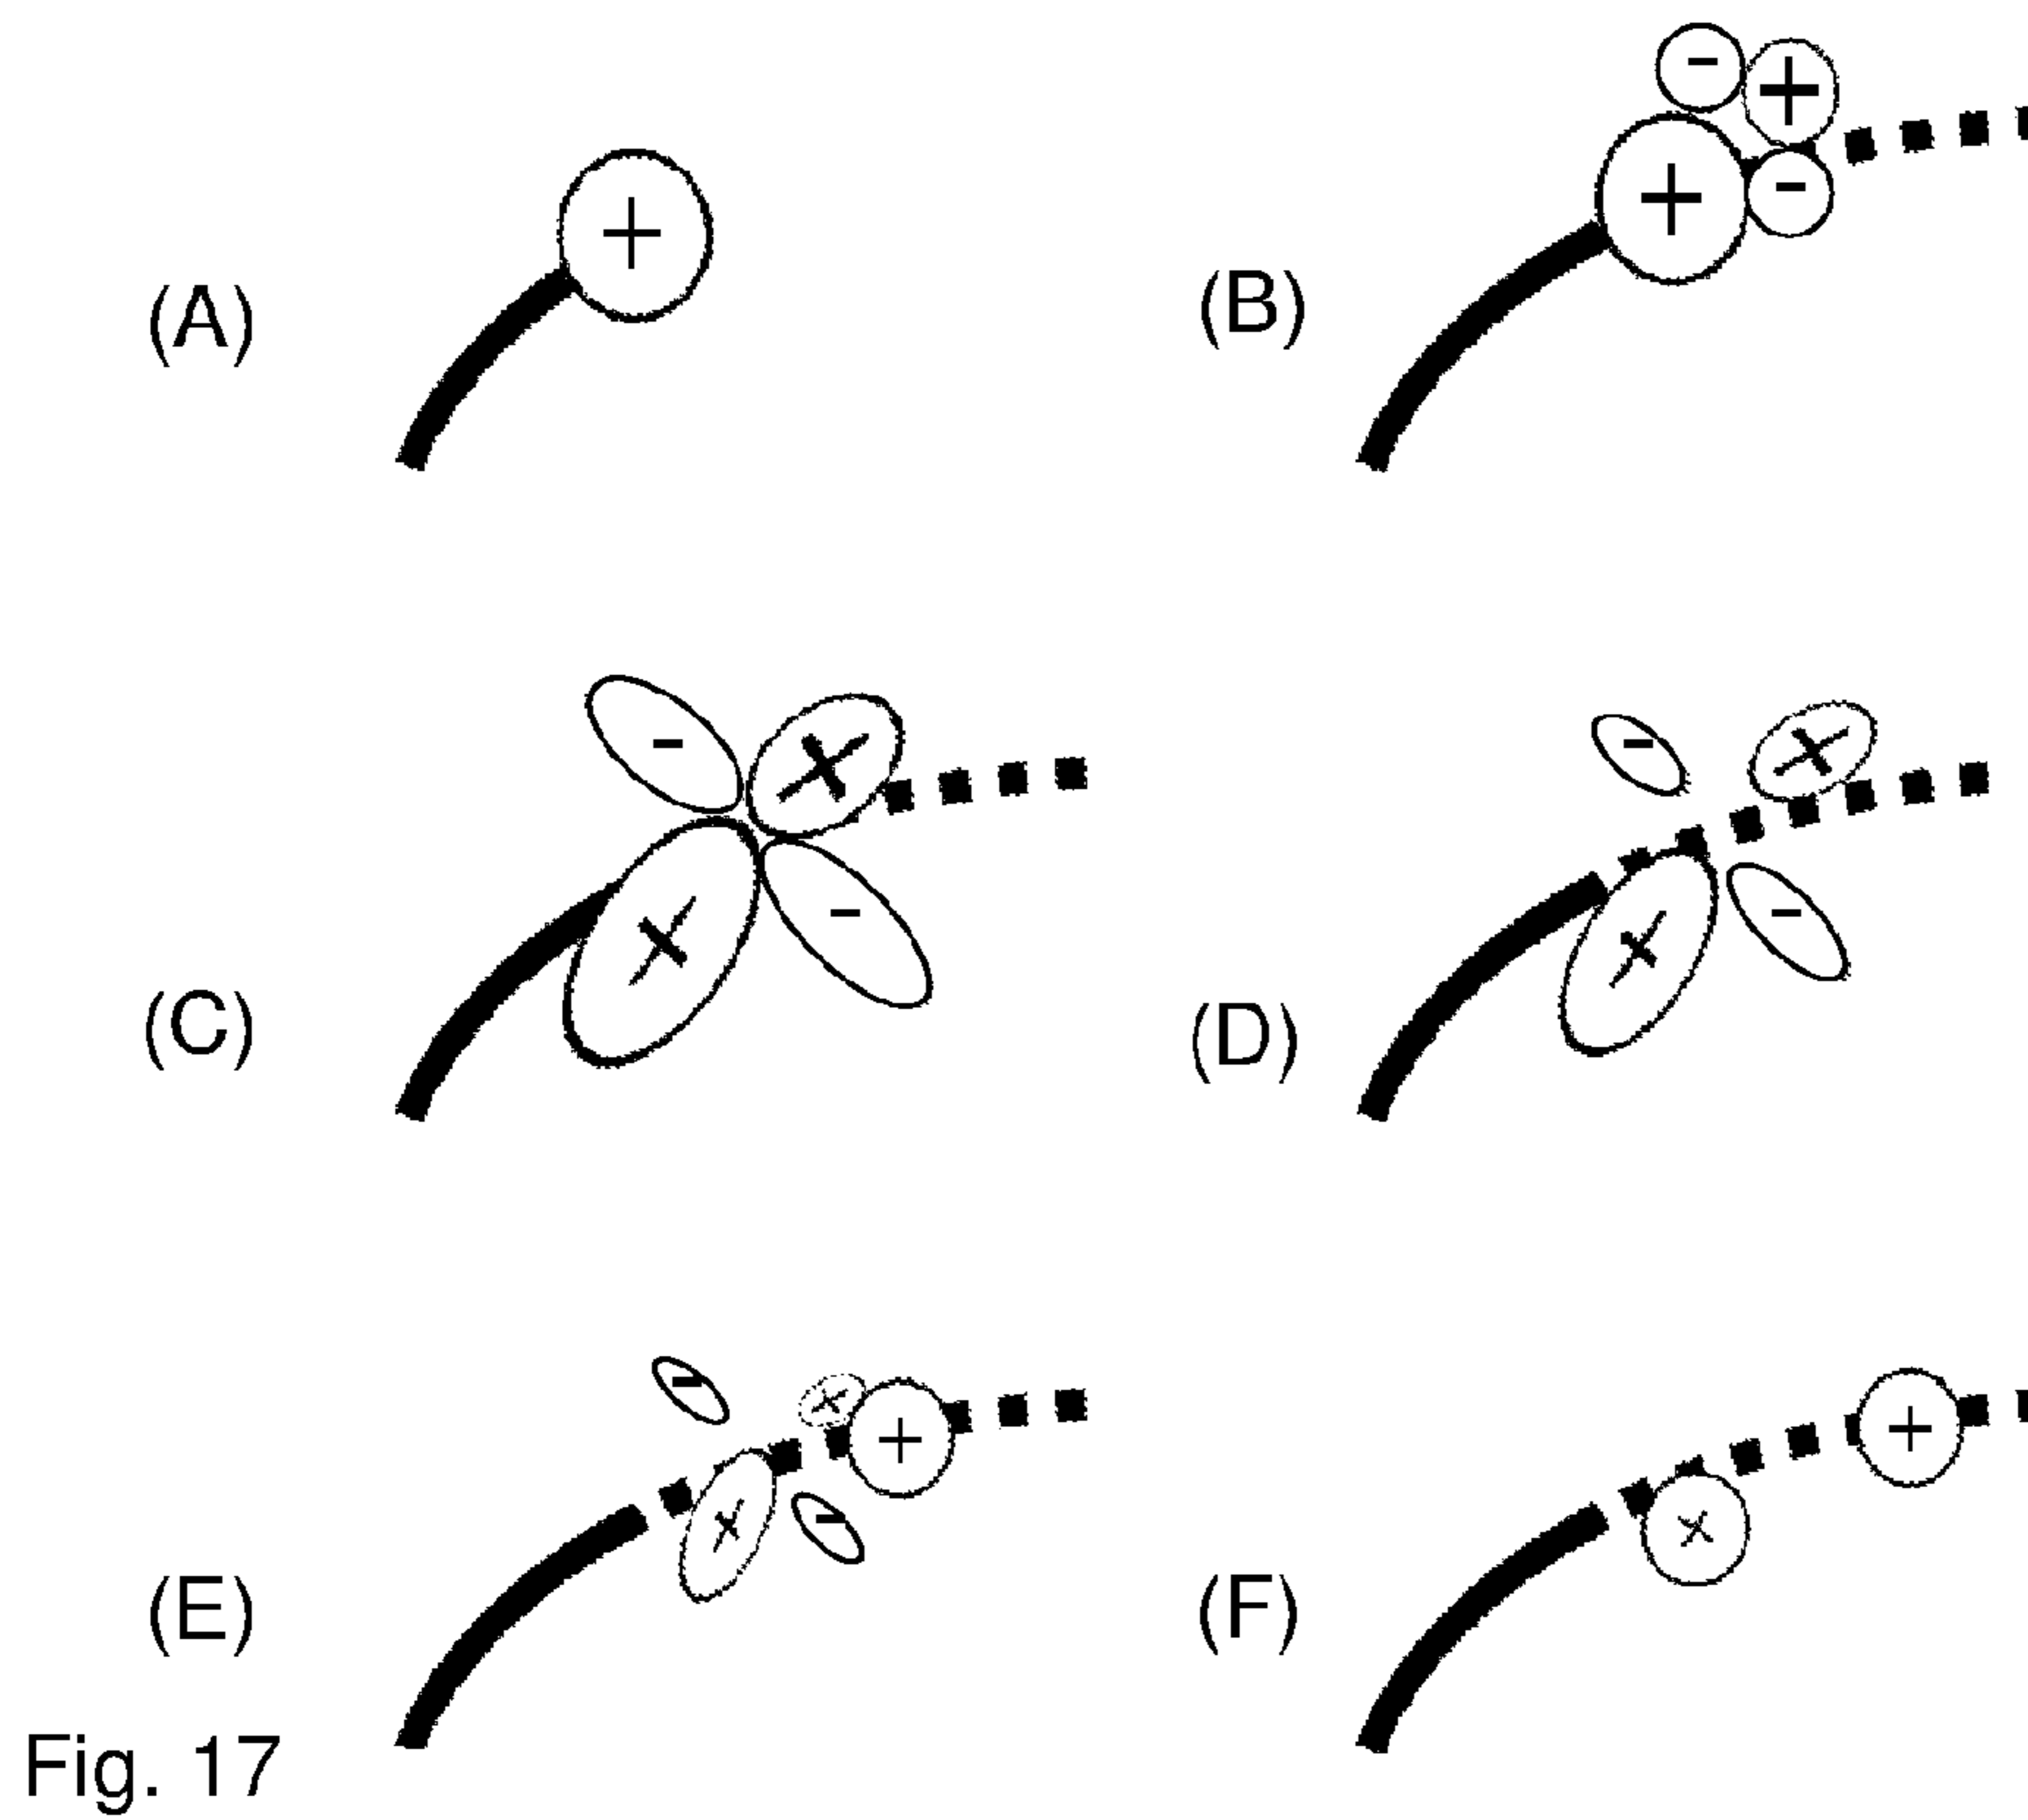 - +
+ + -
(A) (B)
- +
+ -
(C)
- +
+ -
(D)
- + +
+ -
(E)
+
+
(F)
Fig. 17